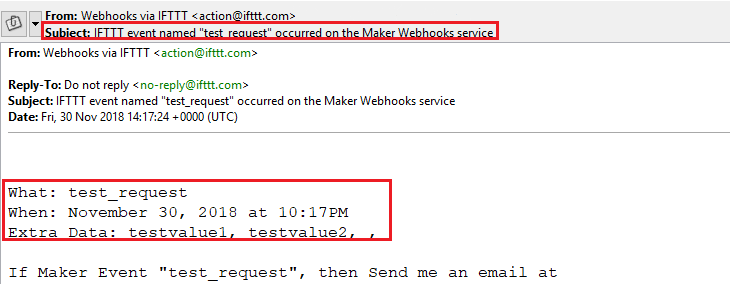 From: Webhooks via IFTTT <action@ifttt.com>
Subject: IFTTT event named "test_request" occurred on the Maker Webhooks service
From: Webhooks via IFTTT <action@ifttt.com>
Reply-To: Do not reply <no-reply@ifttt.com>
Subject: IFTTT event named "test_request" occurred on the Maker Webhooks service
Date: Fri, 30 Nov 2018 14:17:24 +0000 (UTC)
What: test_request
When: November 30, 2018 at 10:17PM
Extra Data: testvalue1, testvalue2, ,
If Maker Event "test_request", then Send me an email at